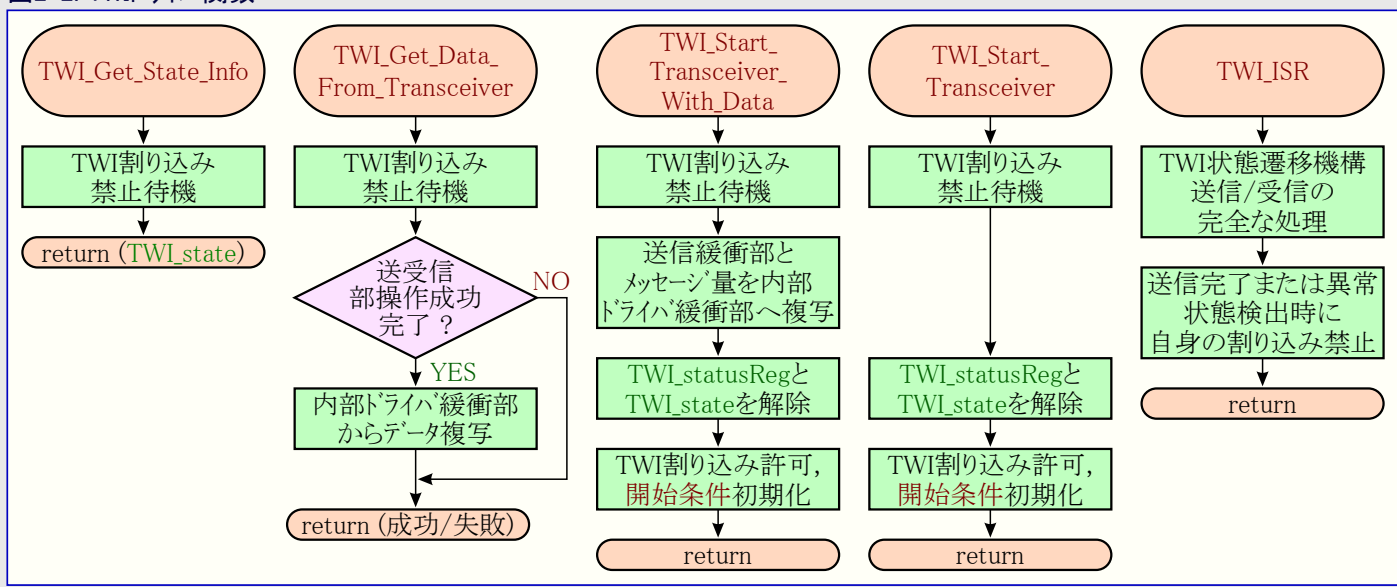 TWI_Get_State_Info
TWI割り込み
禁止待機
return (TWI_state)
TWI_Get_Data_
From_Transceiver
TWI割り込み
禁止待機
送受信
部操作成功
完了 ?
NO
YES
内部ドライバ緩衝部
からデータ複写
return (成功/失敗)
TWI_Start_
Transceiver_
With_Data
TWI割り込み
禁止待機
送信緩衝部と
メッセージ量を内部
ドライバ緩衝部へ複写
TWI_statusRegと
TWI_stateを解除
TWI割り込み許可,
開始条件初期化
return
TWI_Start_
Transceiver
TWI割り込み
禁止待機
TWI_statusRegと
TWI_stateを解除
TWI割り込み許可,
開始条件初期化
return
TWI_ISR
TWI状態遷移機構
送信/受信の
完全な処理
送信完了または異常
状態検出時に
自身の割り込み禁止
return